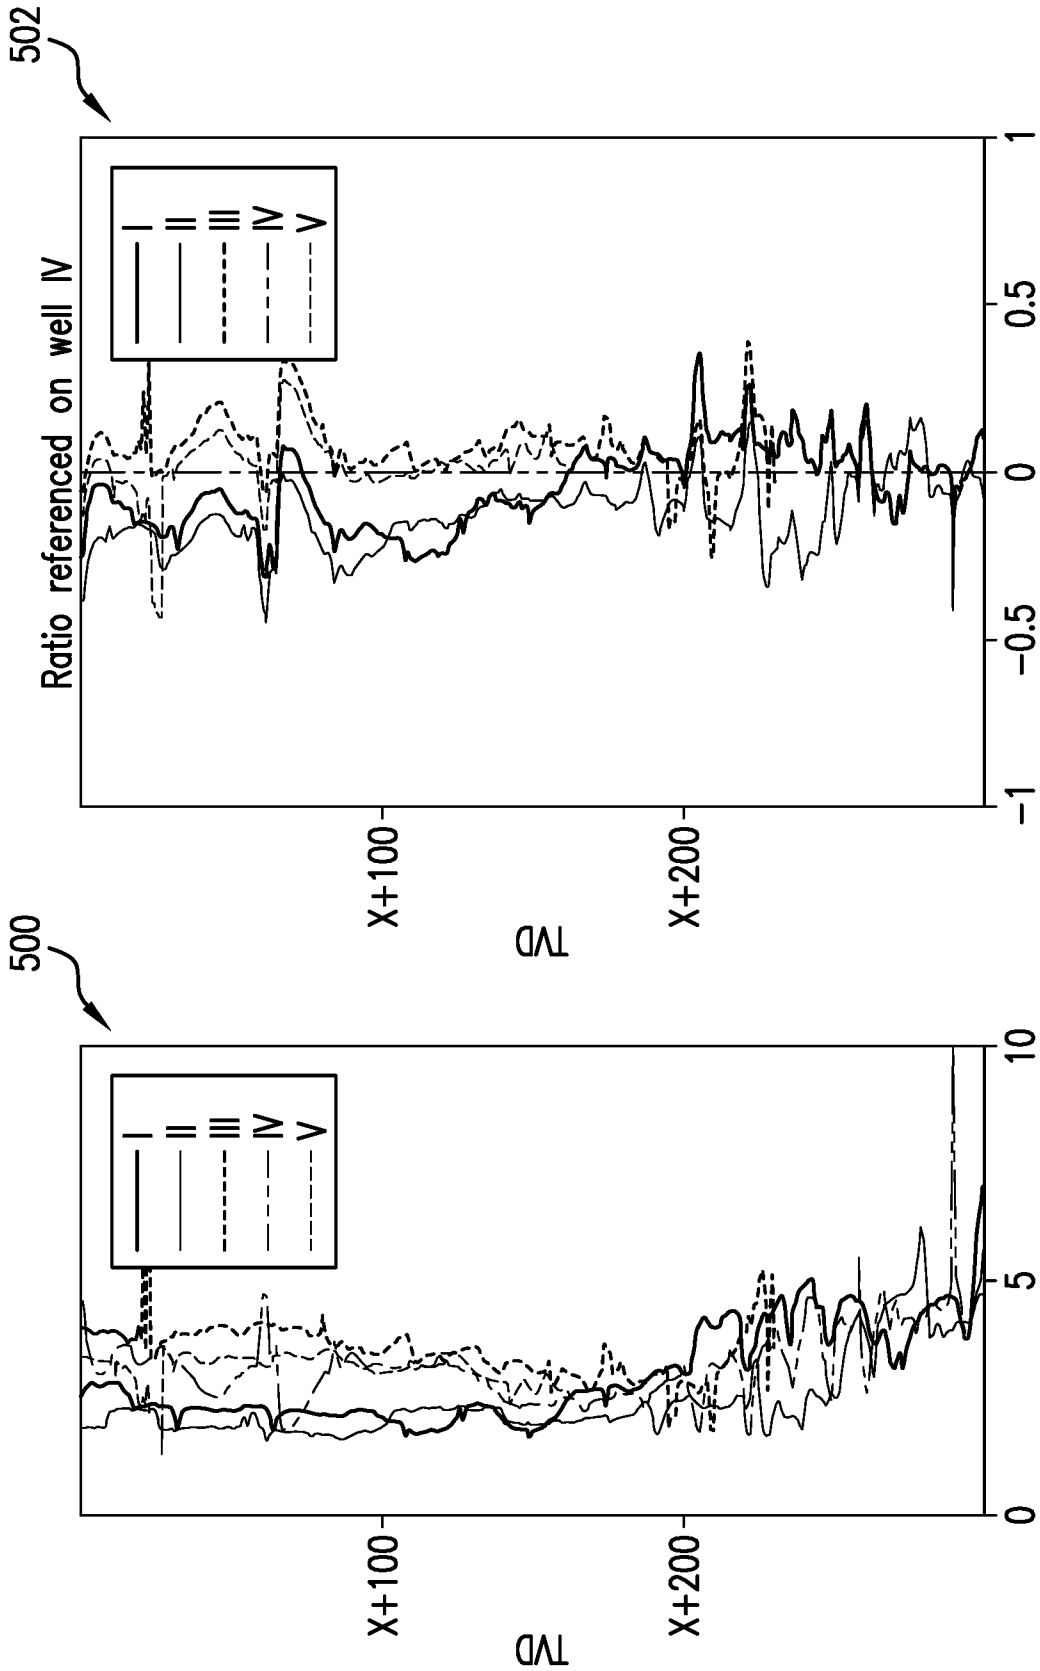 500
I
II
III
IV
V
TVD
X+100
X+200
0
5
10
502
Ratio referenced on well IV
I
II
III
IV
V
TVD
X+100
X+200
-1
-0.5
0
0.5
1